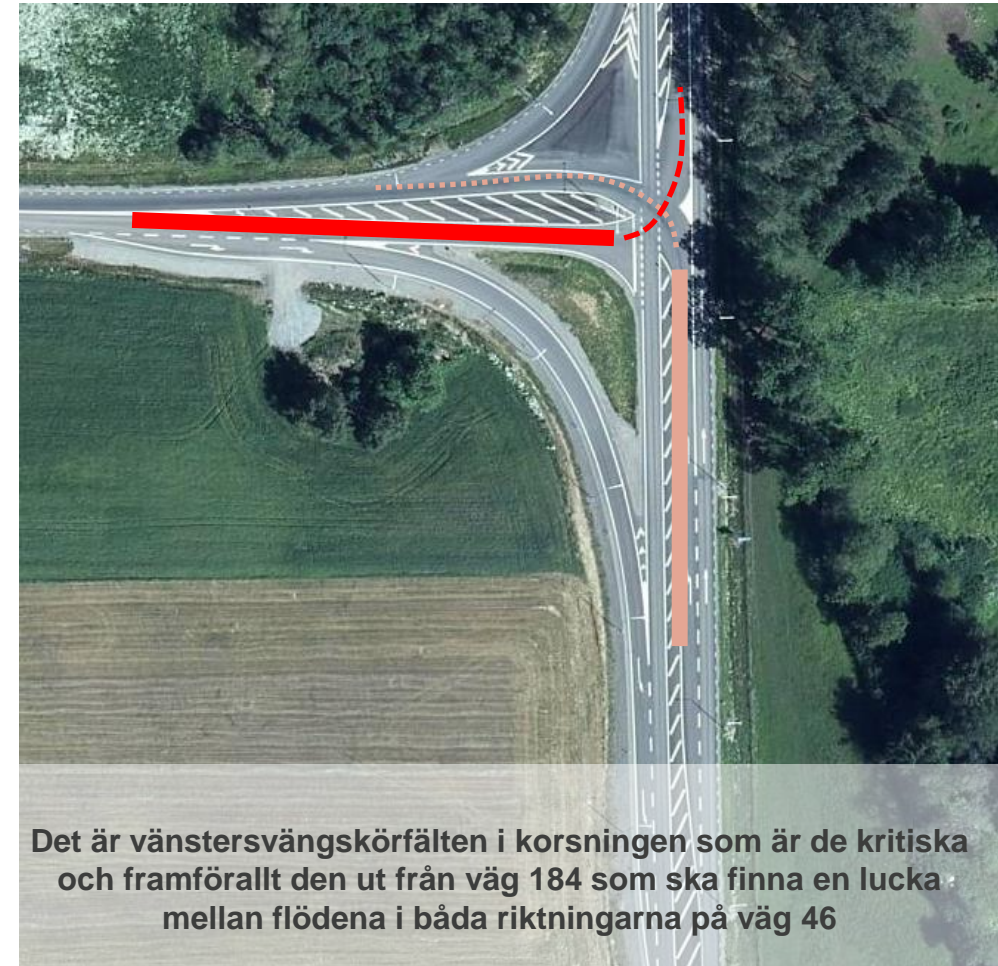 Det är vänstersvängskörfälten i korsningen som är de kritiska
och framförallt den ut från väg 184 som ska finna en lucka
mellan flödena i båda riktningarna på väg 46